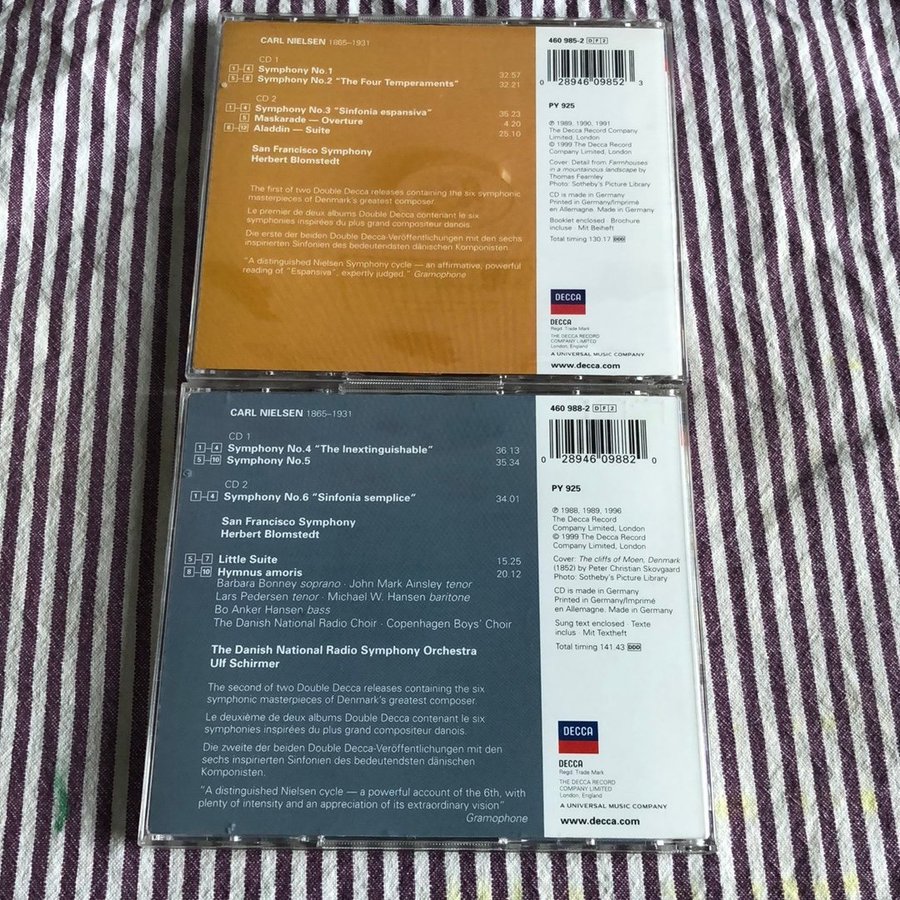 CARL NIELSEN 1865–1931
CD 1
1–4 Symphony No.1 32:57
5–8 Symphony No.2 "The Four Temperaments" 32.21
CD 2
1–4 Symphony No.3 "Sinfonia espansiva" 35.23
5 Maskarade — Overture 4.20
6–12 Aladdin — Suite 25.10
San Francisco Symphony
Herbert Blomstedt
The first of two Double Decca releases containing the six symphonic
masterpieces of Denmark's greatest composer.
Le premier de deux albums Double Decca contenant le six
symphonies inspirées du plus grand compositeur danois.
Die erste der beiden Double Decca-Veröffentlichungen mit den sechs
inspirierten Sinfonien des bedeutendsten dänischen Komponisten.
"A distinguished Nielsen Symphony cycle — an affirmative, powerful
reading of "Espansiva", expertly judged." Gramophone
460 985-2 DF2
0 28946 09852 3
PY 925
℗ 1989, 1990, 1991
The Decca Record Company
Limited, London
© 1999 The Decca Record
Company Limited, London
Cover: Detail from Farmhouses
in a mountainous landscape by
Thomas Fearnley
Photo: Sotheby's Picture Library
CD is made in Germany
Printed in Germany/Imprimé
en Allemagne. Made in Germany
Booklet enclosed · Brochure
incluse · Mit Beiheft
Total timing 130.17 DDD
DECCA
DECCA
Regd. Trade Mark
THE DECCA RECORD
COMPANY LIMITED
London, England
A UNIVERSAL MUSIC COMPANY
www.decca.com
CARL NIELSEN 1865–1931
CD 1
1–4 Symphony No.4 "The Inextinguishable" 36 13
5–10 Symphony No.5 35.34
CD 2
1–4 Symphony No.6 "Sinfonia semplice" 34.01
San Francisco Symphony
Herbert Blomstedt
5–7 Little Suite 15.25
8–10 Hymnus amoris 20.12
Barbara Bonney soprano · John Mark Ainsley tenor
Lars Pedersen tenor · Michael W. Hansen baritone
Bo Anker Hansen bass
The Danish National Radio Choir · Copenhagen Boys' Choir
The Danish National Radio Symphony Orchestra
Ulf Schirmer
The second of two Double Decca releases containing the six
symphonic masterpieces of Denmark's greatest composer.
Le deuxième de deux albums Double Decca contenant le six
symphonies inspirées du plus grand compositeur danois.
Die zweite der beiden Double Decca-Veröffentlichungen mit den
sechs inspirierten Sinfonien des bedeutendsten dänischen
Komponisten.
"A distinguished Nielsen cycle — a powerful account of the 6th, with
plenty of intensity and an appreciation of its extraordinary vision"
Gramophone
460 988-2 DF2
0 28946 09882 0
PY 925
℗ 1988, 1989, 1996
The Decca Record
Company Limited, London
© 1999 The Decca Record
Company Limited, London
Cover: The cliffs of Moen, Denmark
(1852) by Peter Christian Skovgaard
Photo: Sotheby's Picture Library
CD is made in Germany
Printed in Germany/Imprimé
en Allemagne. Made in Germany
Sung text enclosed · Texte
inclus · Mit Textheft
Total timing 141.43 DDD
DECCA
DECCA
Regd. Trade Mark
THE DECCA RECORD
COMPANY LIMITED
London, England
A UNIVERSAL MUSIC COMPANY
www.decca.com